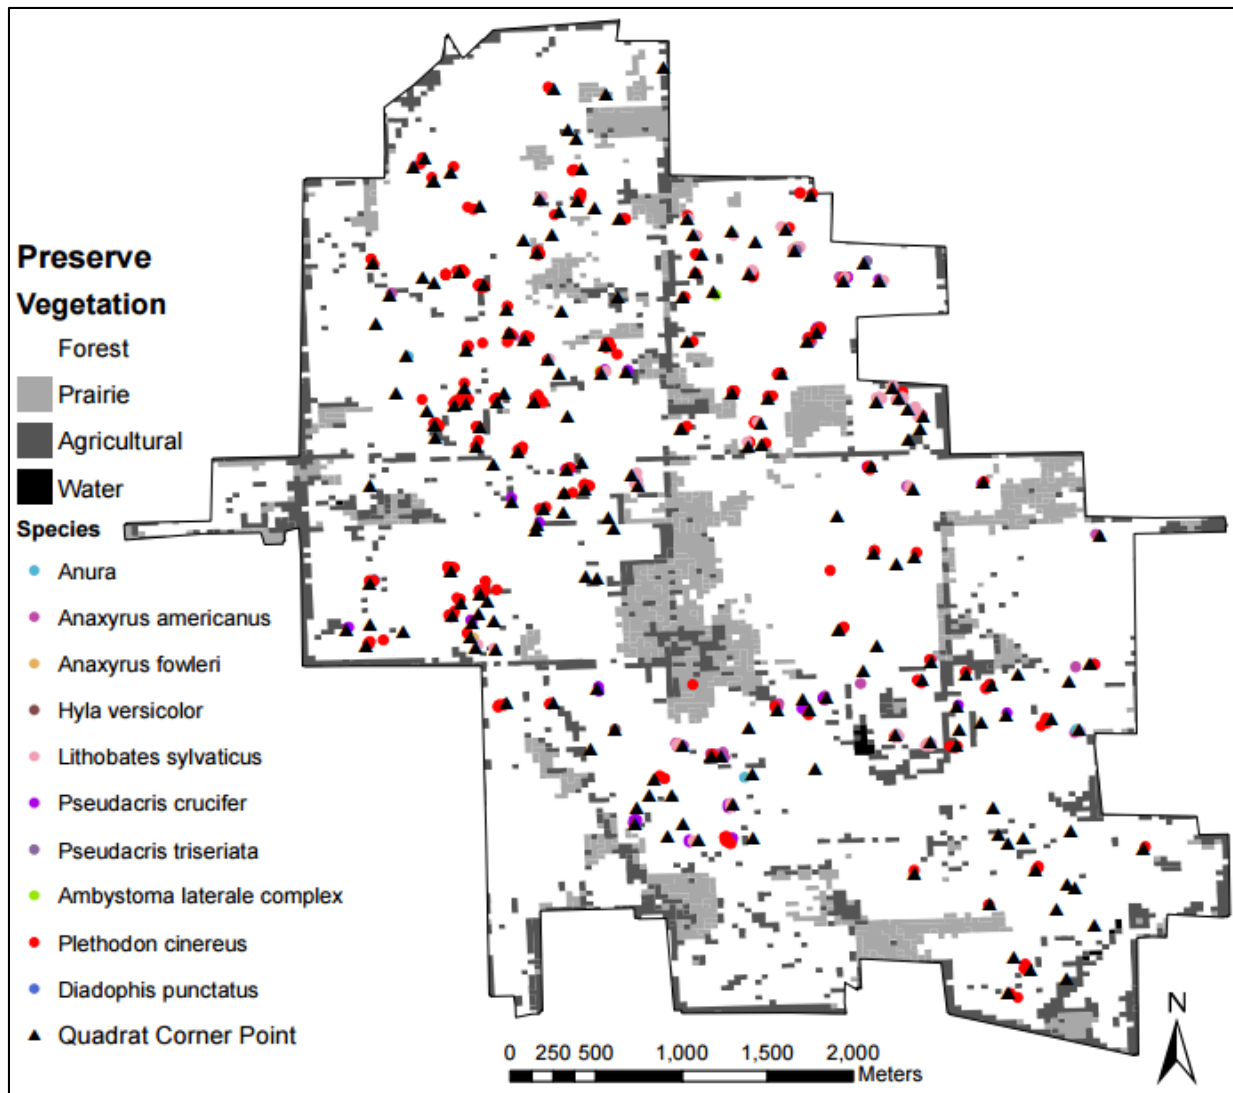 Preserve
Vegetation
Forest
Prairie
Agricultural
Water
Species
Anura
Anaxyrus americanus
Anaxyrus fowleri
Hyla versicolor
Lithobates sylvaticus
Pseudacris crucifer
Pseudacris triseriata
Ambystoma laterale complex
Plethodon cinereus
Diadophis punctatus
Quadrat Corner Point
N
0 250 500 1,000 1,500 2,000
Meters